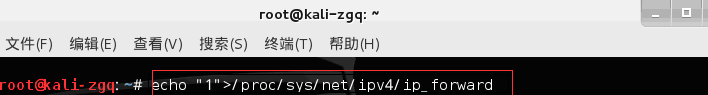 root@kali-zgq: ~
文件(F) 编辑(E) 查看(V) 搜索(S) 终端(T) 帮助(H)
root@kali-zgq:~# echo "1">/proc/sys/net/ipv4/ip_forward